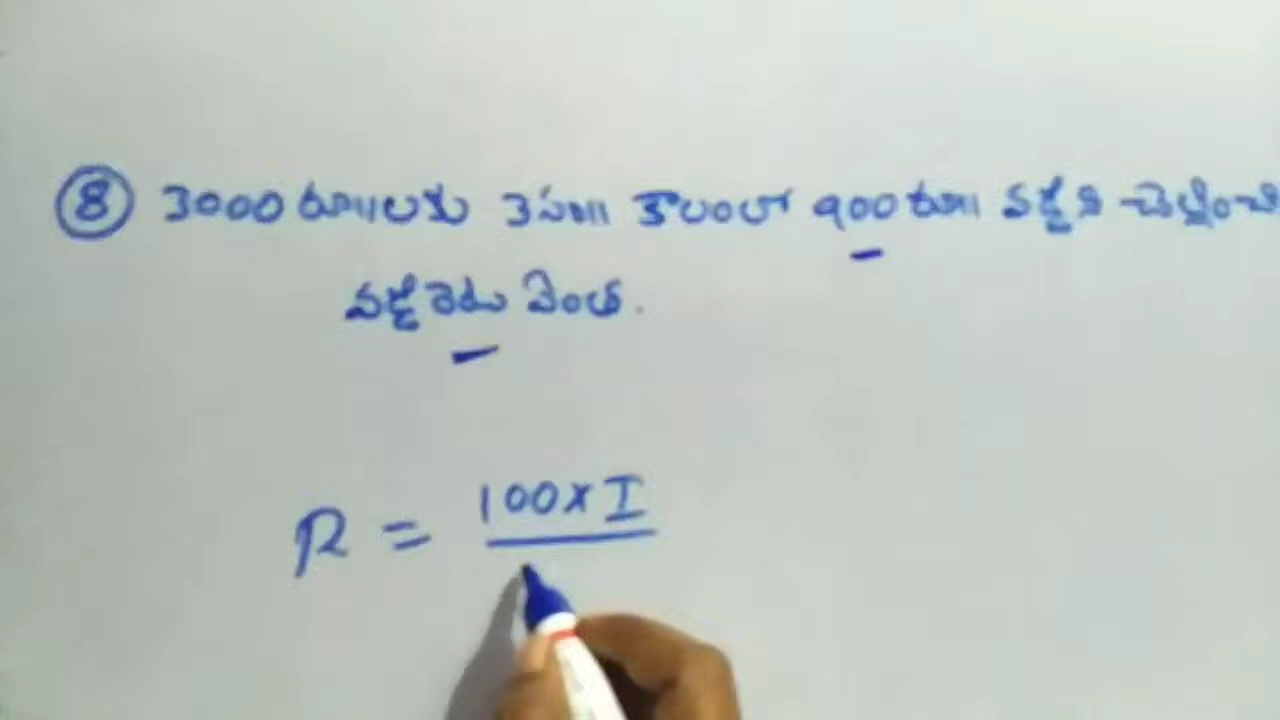 8 3000 రూ॥లకు 3సం॥ కాలంలో 900 రూ॥ వడ్డీని చెల్లించి
వడ్డీరేటు ఎంత.
R = 100 x I